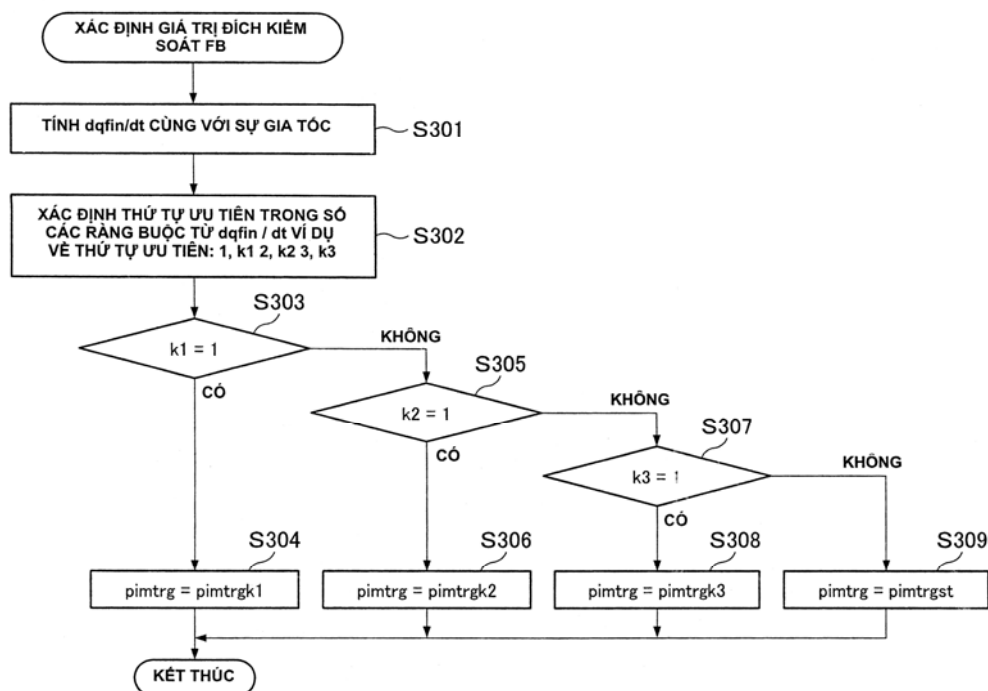 XÁC ĐỊNH GIÁ TRỊ ĐÍCH KIỂM
SOÁT FB
TÍNH dqfin/dt CÙNG VỚI SỰ GIA TỐC
S301
XÁC ĐỊNH THỨ TỰ ƯU TIÊN TRONG SỐ
CÁC RÀNG BUỘC TỪ dqfin / dt VÍ DỤ
VỀ THỨ TỰ ƯU TIÊN: 1, k1 2, k2 3, k3
S302
S303
k1 = 1
KHÔNG
CÓ
S305
k2 = 1
KHÔNG
CÓ
S307
k3 = 1
KHÔNG
CÓ
S304
pimtrg = pimtrgk1
S306
pimtrg = pimtrgk2
S308
pimtrg = pimtrgk3
S309
pimtrg = pimtrgst
KẾT THÚC